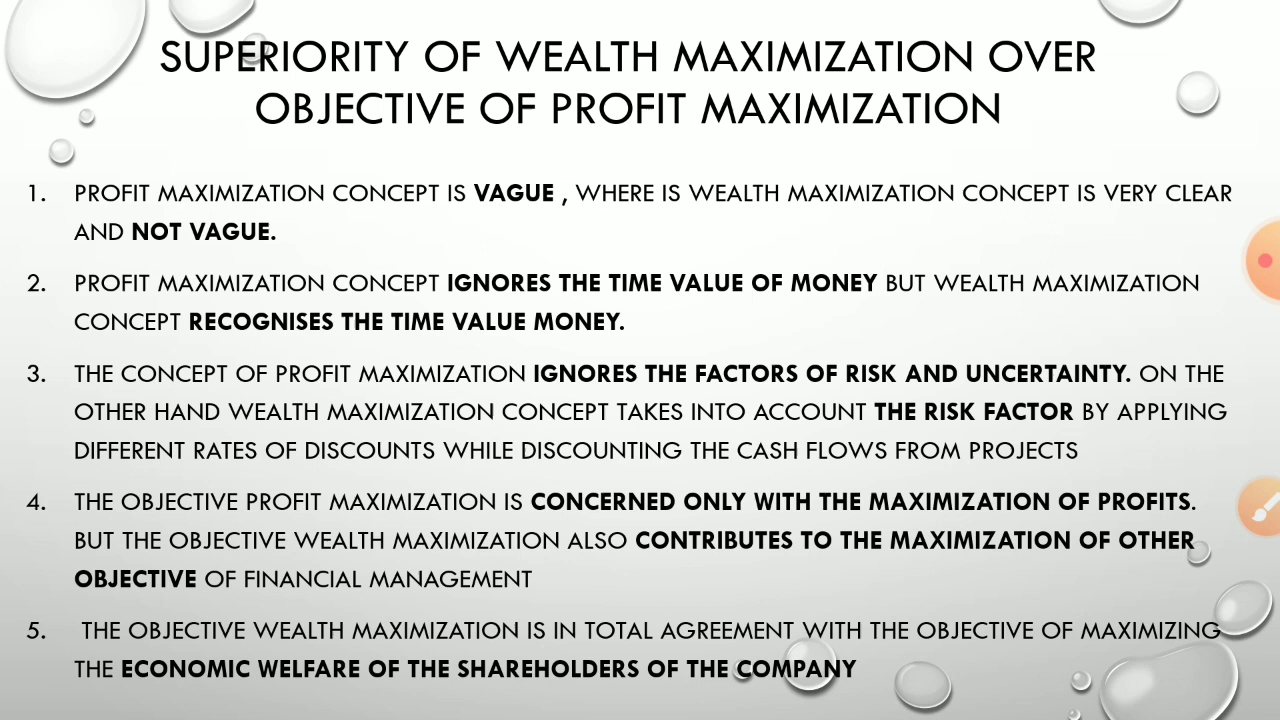 SUPERIORITY OF WEALTH MAXIMIZATION OVER
OBJECTIVE OF PROFIT MAXIMIZATION
1. PROFIT MAXIMIZATION CONCEPT IS VAGUE , WHERE IS WEALTH MAXIMIZATION CONCEPT IS VERY CLEAR
AND NOT VAGUE.
2. PROFIT MAXIMIZATION CONCEPT IGNORES THE TIME VALUE OF MONEY BUT WEALTH MAXIMIZATION
CONCEPT RECOGNISES THE TIME VALUE MONEY.
3. THE CONCEPT OF PROFIT MAXIMIZATION IGNORES THE FACTORS OF RISK AND UNCERTAINTY. ON THE
OTHER HAND WEALTH MAXIMIZATION CONCEPT TAKES INTO ACCOUNT THE RISK FACTOR BY APPLYING
DIFFERENT RATES OF DISCOUNTS WHILE DISCOUNTING THE CASH FLOWS FROM PROJECTS
4. THE OBJECTIVE PROFIT MAXIMIZATION IS CONCERNED ONLY WITH THE MAXIMIZATION OF PROFITS.
BUT THE OBJECTIVE WEALTH MAXIMIZATION ALSO CONTRIBUTES TO THE MAXIMIZATION OF OTHER
OBJECTIVE OF FINANCIAL MANAGEMENT
5. THE OBJECTIVE WEALTH MAXIMIZATION IS IN TOTAL AGREEMENT WITH THE OBJECTIVE OF MAXIMIZING
THE ECONOMIC WELFARE OF THE SHAREHOLDERS OF THE COMPANY